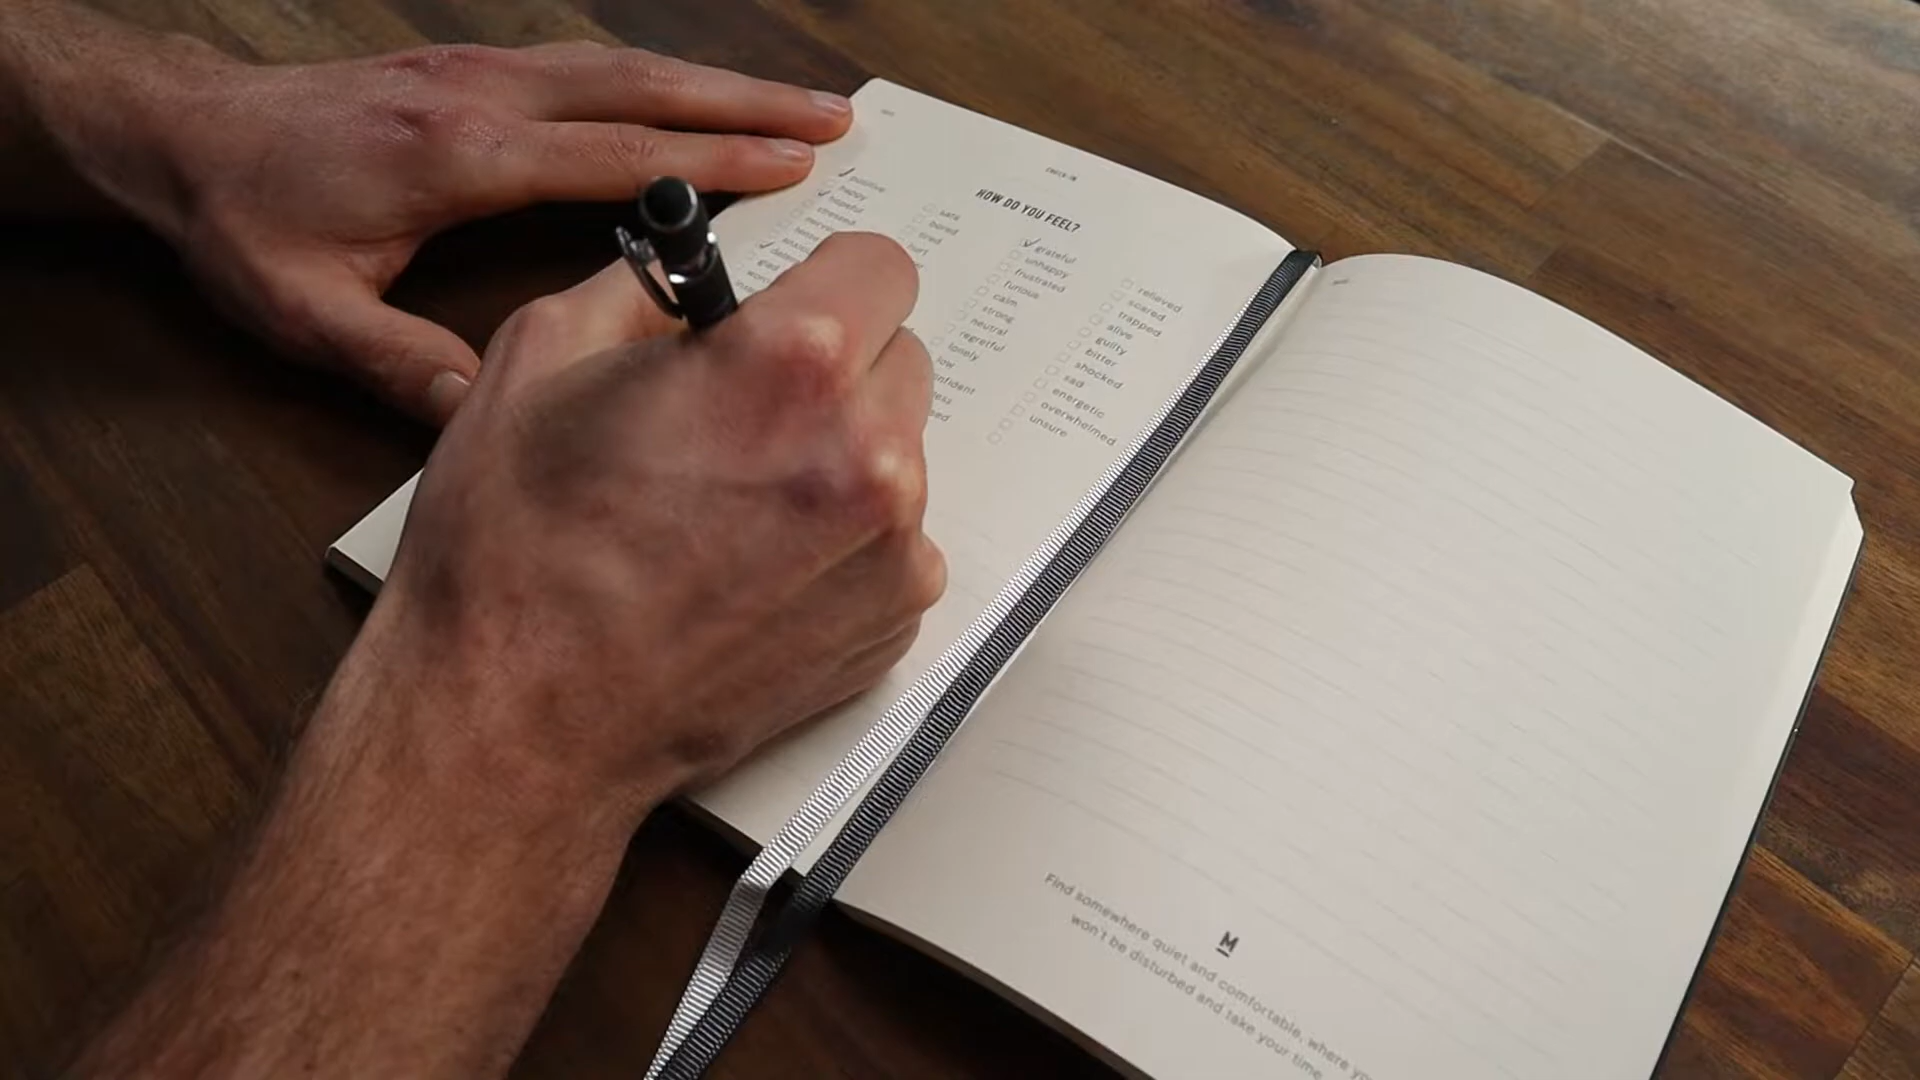 CHECK-IN
HOW DO YOU FEEL?
positive
happy
hopeful
stressed
nervous
glad
bored
tired
hurt
grateful
unhappy
frustrated
furious
calm
strong
neutral
regretful
lonely
low
relieved
scared
trapped
alive
guilty
bitter
shocked
sad
energetic
overwhelmed
unsure
M
Find somewhere quiet and comfortable, where
won't be disturbed and take your time